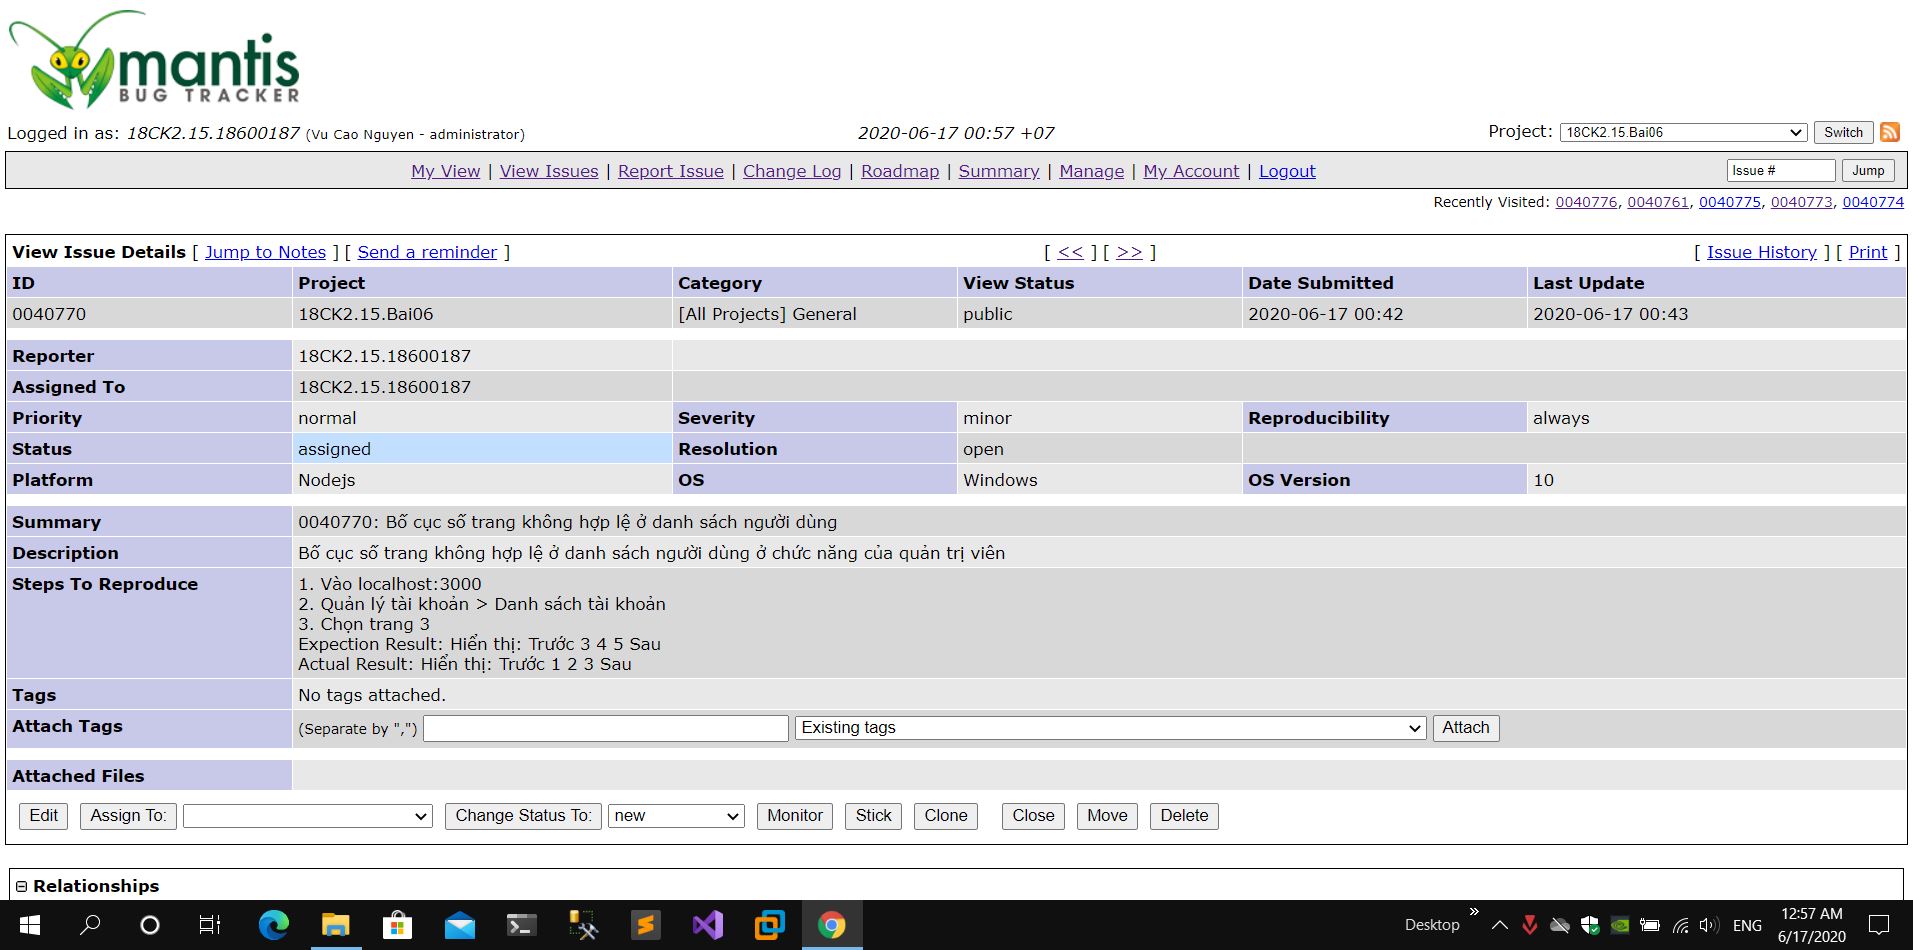 mantis
BUG TRACKER
Logged in as: 18CK2.15.18600187 (Vu Cao Nguyen - administrator)
2020-06-17 00:57 +07
Project: 18CK2.15.Bai06 Switch
My View | View Issues | Report Issue | Change Log | Roadmap | Summary | Manage | My Account | Logout
Issue # Jump
Recently Visited: 0040776, 0040761, 0040775, 0040773, 0040774
View Issue Details [ Jump to Notes ] [ Send a reminder ] [ << ] [ >> ] [ Issue History ] [ Print ]
ID Project Category View Status Date Submitted Last Update
0040770 18CK2.15.Bai06 [All Projects] General public 2020-06-17 00:42 2020-06-17 00:43
Reporter 18CK2.15.18600187
Assigned To 18CK2.15.18600187
Priority normal Severity minor Reproducibility always
Status assigned Resolution open
Platform Nodejs OS Windows OS Version 10
Summary 0040770: Bố cục số trang không hợp lệ ở danh sách người dùng
Description Bố cục số trang không hợp lệ ở danh sách người dùng ở chức năng của quản trị viên
Steps To Reproduce 1. Vào localhost:3000
2. Quản lý tài khoản > Danh sách tài khoản
3. Chọn trang 3
Expection Result: Hiển thị: Trước 3 4 5 Sau
Actual Result: Hiển thị: Trước 1 2 3 Sau
Tags No tags attached.
Attach Tags (Separate by ",") Existing tags Attach
Attached Files
Edit Assign To: Change Status To: new Monitor Stick Clone Close Move Delete
Relationships
Desktop » ENG 12:57 AM
6/17/2020